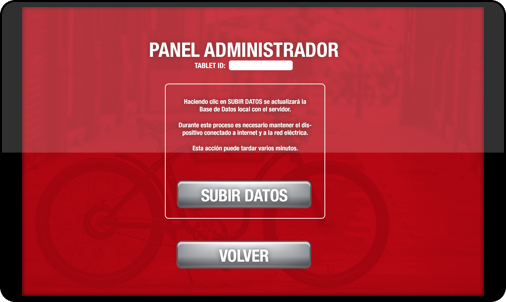 PANEL ADMINISTRADOR
TABLET ID:
Haciendo clic en SUBIR DATOS se actualizará la
Base de Datos local con el servidor.
Durante este proceso es necesario mantener el dis-
positivo conectado a internet y a la red eléctrica.
Esta acción puede tardar varios minutos.
SUBIR DATOS
VOLVER